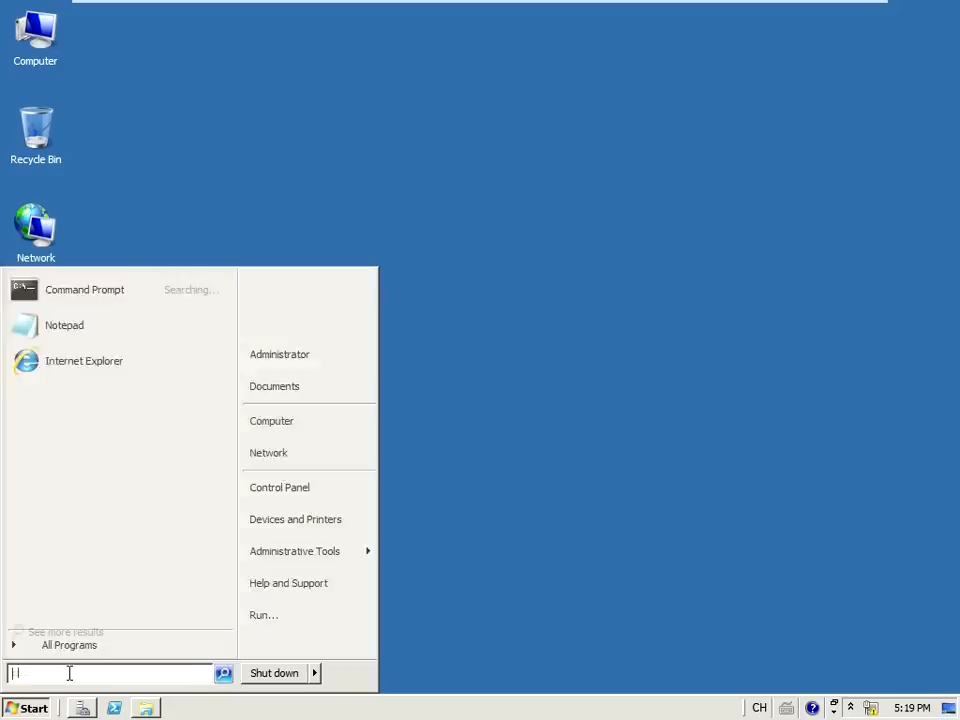 Computer
Recycle Bin
Network
Command Prompt
Searching...
Notepad
Internet Explorer
See more results
All Programs
Administrator
Documents
Computer
Network
Control Panel
Devices and Printers
Administrative Tools
Help and Support
Run...
Shut down
Start
CH
5:19 PM